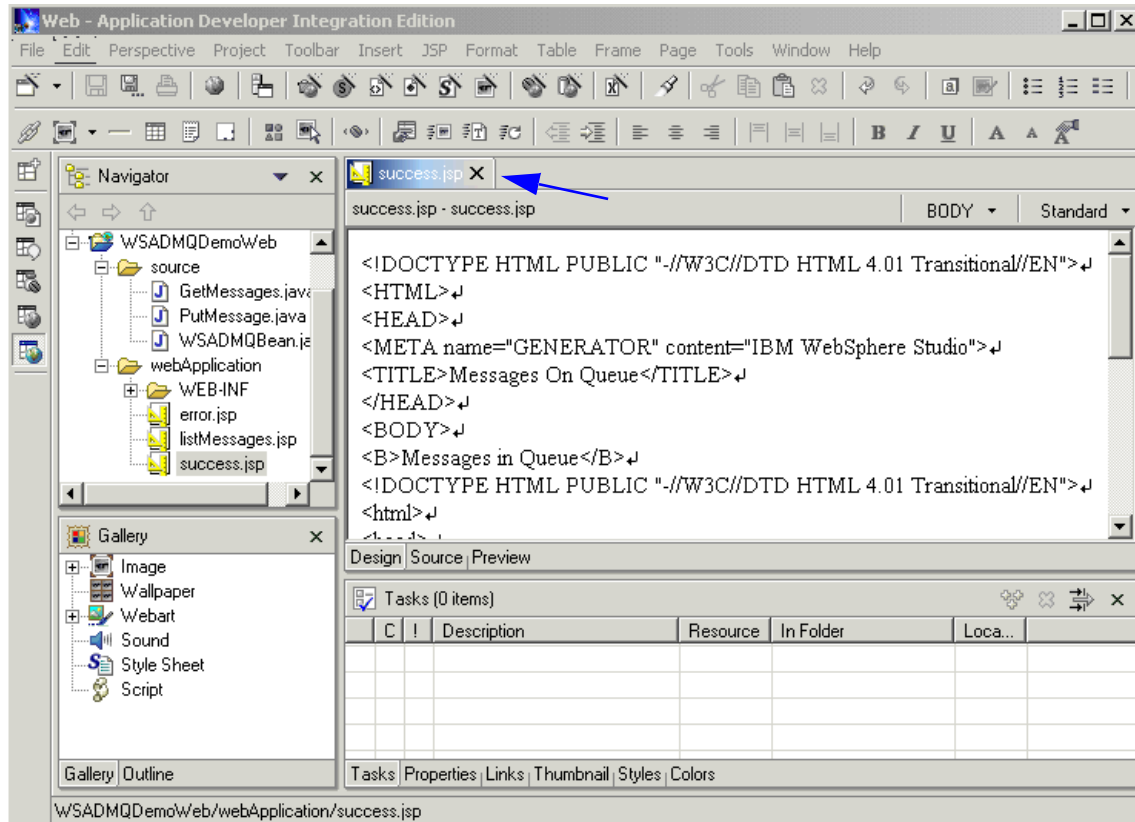 Web - Application Developer Integration Edition
File Edit Perspective Project Toolbar Insert JSP Format Table Frame Page Tools Window Help
B I U A A
Navigator
WSADMQDemoWeb
source
GetMessages.java
PutMessage.java
WSADMQBean.ja
webApplication
WEB-INF
error.jsp
listMessages.jsp
success.jsp
Gallery
Image
Wallpaper
Webart
Sound
Style Sheet
Script
Gallery Outline
success.jsp
success.jsp - success.jsp BODY Standard
<!DOCTYPE HTML PUBLIC "-//W3C//DTD HTML 4.01 Transitional//EN">↵
<HTML>↵
<HEAD>↵
<META name="GENERATOR" content="IBM WebSphere Studio">↵
<TITLE>Messages On Queue</TITLE>↵
</HEAD>↵
<BODY>↵
<B>Messages in Queue</B>↵
<!DOCTYPE HTML PUBLIC "-//W3C//DTD HTML 4.01 Transitional//EN">↵
<html>↵
Design Source Preview
Tasks (0 items)
C ! Description Resource In Folder Loca...
Tasks Properties Links Thumbnail Styles Colors
WSADMQDemoWeb/webApplication/success.jsp